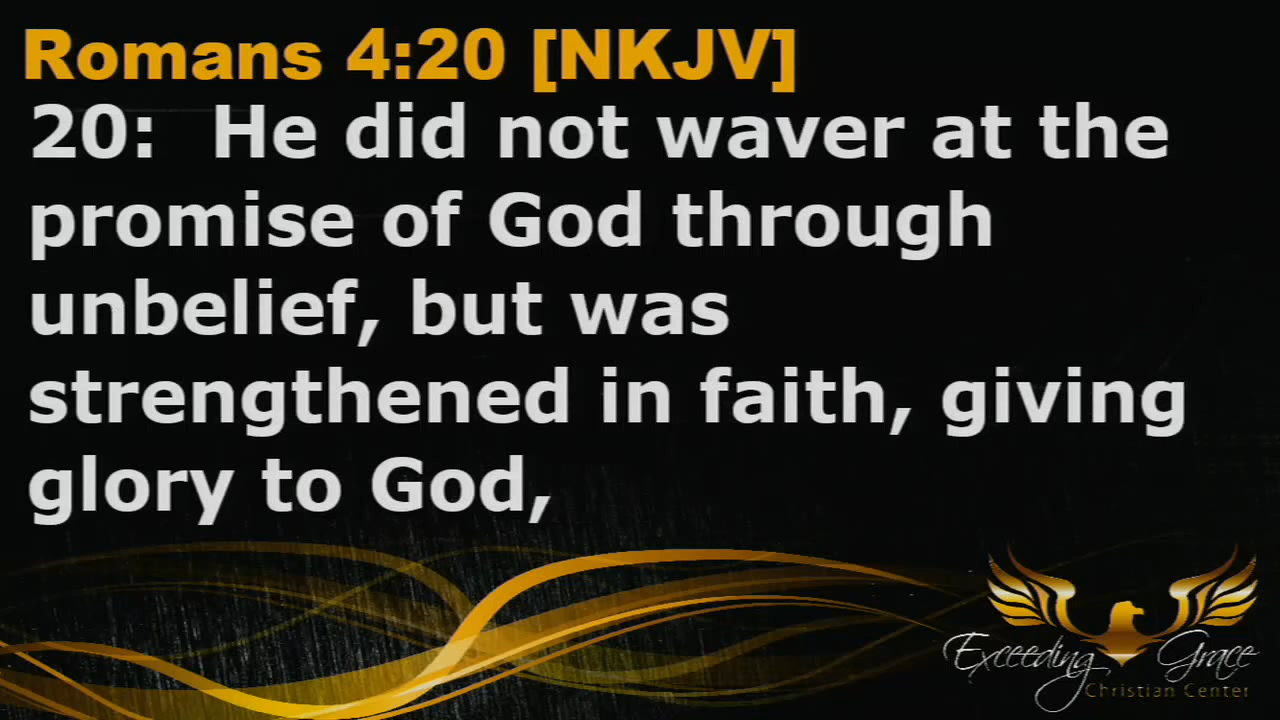 Romans 4:20 [NKJV]
20: He did not waver at the
promise of God through
unbelief, but was
strengthened in faith, giving
glory to God,
Exceeding Grace
Christian Center